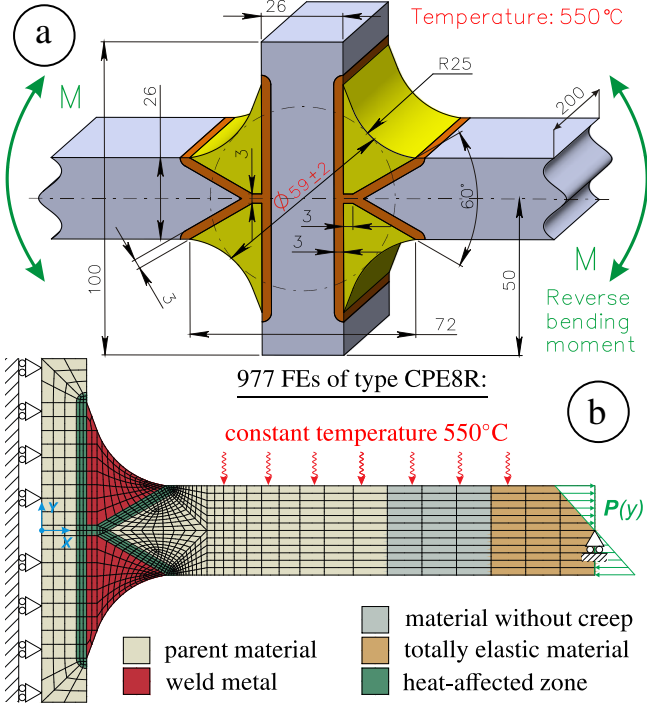 a
26
Temperature: 550°C
M
R25
200
26
3
Φ 59±2
60°
3
3
3
100
50
M
72
Reverse
bending
moment
977 FEs of type CPE8R:
b
constant temperature 550°C
Y
X
P(y)
material without creep
parent material
totally elastic material
weld metal
heat-affected zone